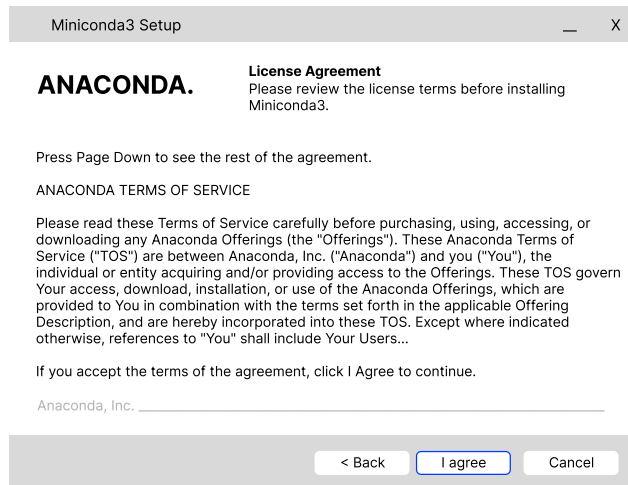 Miniconda3 Setup
_ X
ANACONDA.
License Agreement
Please review the license terms before installing
Miniconda3.
Press Page Down to see the rest of the agreement.
ANACONDA TERMS OF SERVICE
Please read these Terms of Service carefully before purchasing, using, accessing, or
downloading any Anaconda Offerings (the "Offerings"). These Anaconda Terms of
Service ("TOS") are between Anaconda, Inc. ("Anaconda") and you ("You"), the
individual or entity acquiring and/or providing access to the Offerings. These TOS govern
Your access, download, installation, or use of the Anaconda Offerings, which are
provided to You in combination with the terms set forth in the applicable Offering
Description, and are hereby incorporated into these TOS. Except where indicated
otherwise, references to "You" shall include Your Users...
If you accept the terms of the agreement, click I Agree to continue.
Anaconda, Inc.
< Back
I agree
Cancel